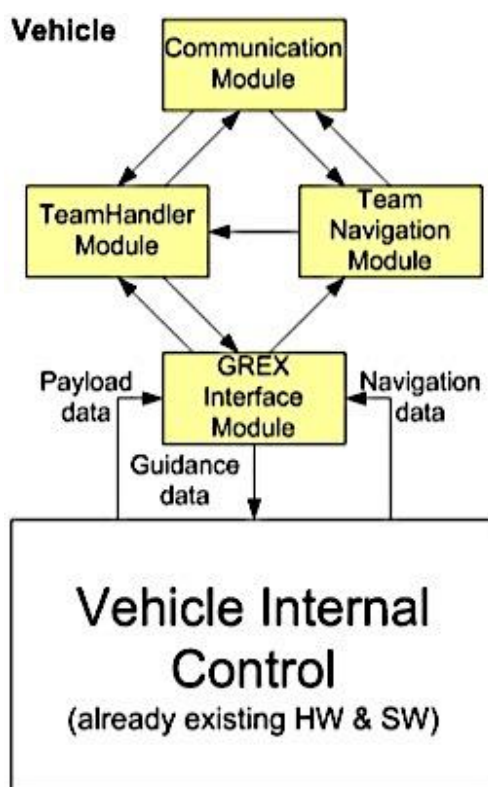 Vehicle
Communication
Module
TeamHandler
Module
Team
Navigation
Module
GREX
Interface
Module
Payload
data
Navigation
data
Guidance
data
Vehicle Internal
Control
(already existing HW & SW)